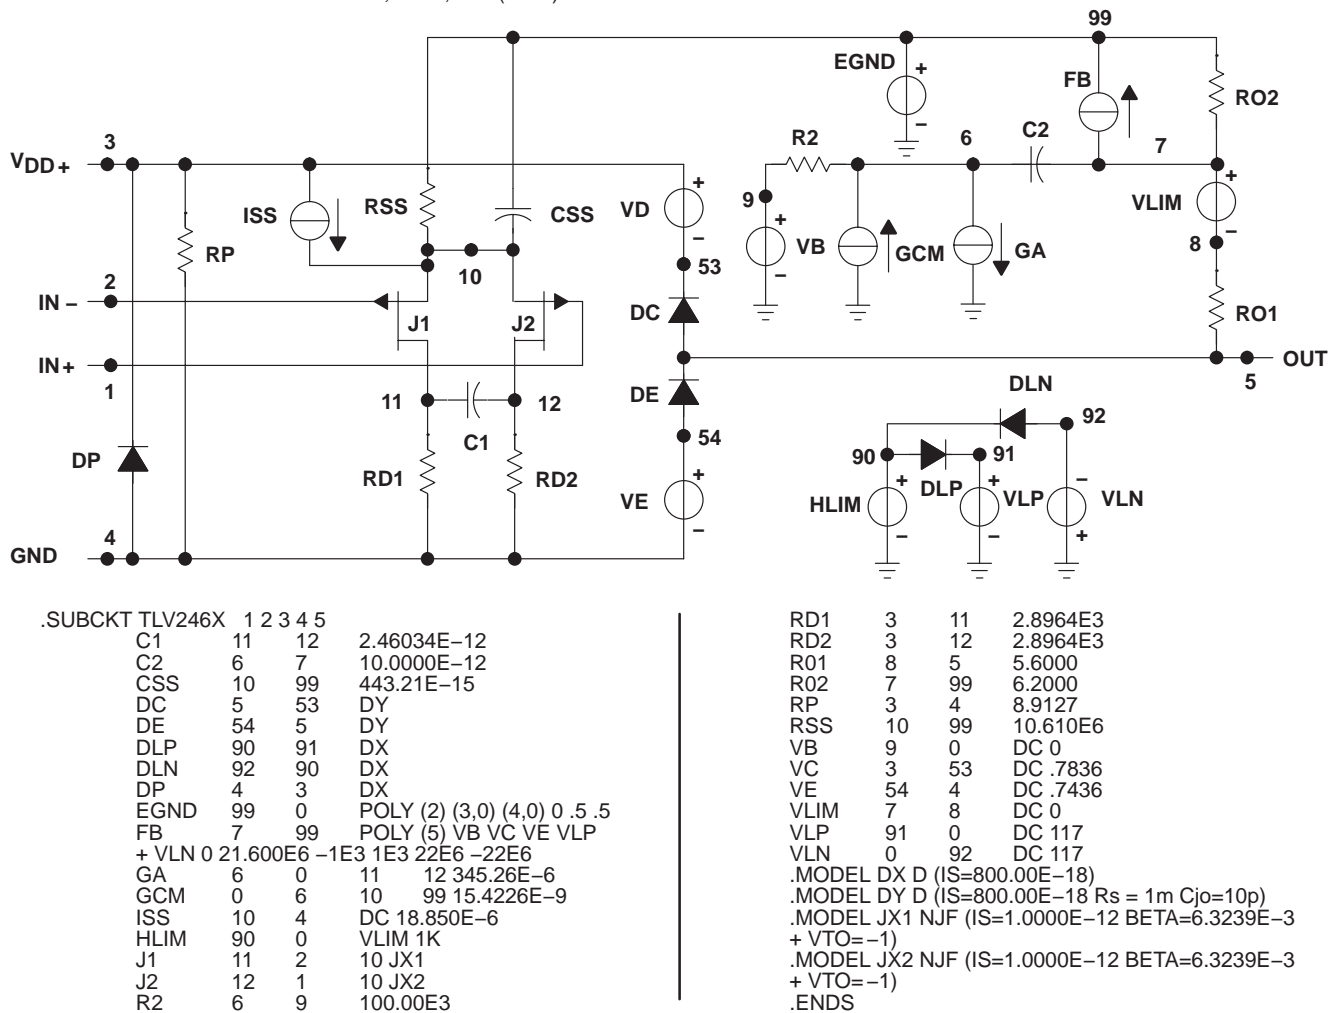 99
EGND
+
FB
RO2
3
R2
6
C2
7
VDD+
–
+
ISS
RSS
CSS
VD
+
9
VLIM
RP
–
VB
+
GCM
GA
8
–
10
53
–
2
IN –
J1
J2
DC
RO1
IN+
OUT
1
5
11
12
DE
DLN
C1
54
92
DP
90
91
RD1
RD2
+
DLP
VE
HLIM
+
+
VLP
–
VLN
–
–
–
+
4
GND
.SUBCKT TLV246X 1 2 3 4 5
C1 11 12 2.46034E–12
C2 6 7 10.0000E–12
CSS 10 99 443.21E–15
DC 5 53 DY
DE 54 5 DY
DLP 90 91 DX
DLN 92 90 DX
DP 4 3 DX
EGND 99 0 POLY (2) (3,0) (4,0) 0 .5 .5
FB 7 99 POLY (5) VB VC VE VLP
+ VLN 0 21.600E6 –1E3 1E3 22E6 –22E6
GA 6 0 11 12 345.26E–6
GCM 0 6 10 99 15.4226E–9
ISS 10 4 DC 18.850E–6
HLIM 90 0 VLIM 1K
J1 11 2 10 JX1
J2 12 1 10 JX2
R2 6 9 100.00E3
RD1 3 11 2.8964E3
RD2 3 12 2.8964E3
R01 8 5 5.6000
R02 7 99 6.2000
RP 3 4 8.9127
RSS 10 99 10.610E6
VB 9 0 DC 0
VC 3 53 DC .7836
VE 54 4 DC .7436
VLIM 7 8 DC 0
VLP 91 0 DC 117
VLN 0 92 DC 117
.MODEL DX D (IS=800.00E–18)
.MODEL DY D (IS=800.00E–18 Rs = 1m Cjo=10p)
.MODEL JX1 NJF (IS=1.0000E–12 BETA=6.3239E–3
+ VTO=–1)
.MODEL JX2 NJF (IS=1.0000E–12 BETA=6.3239E–3
+ VTO=–1)
.ENDS